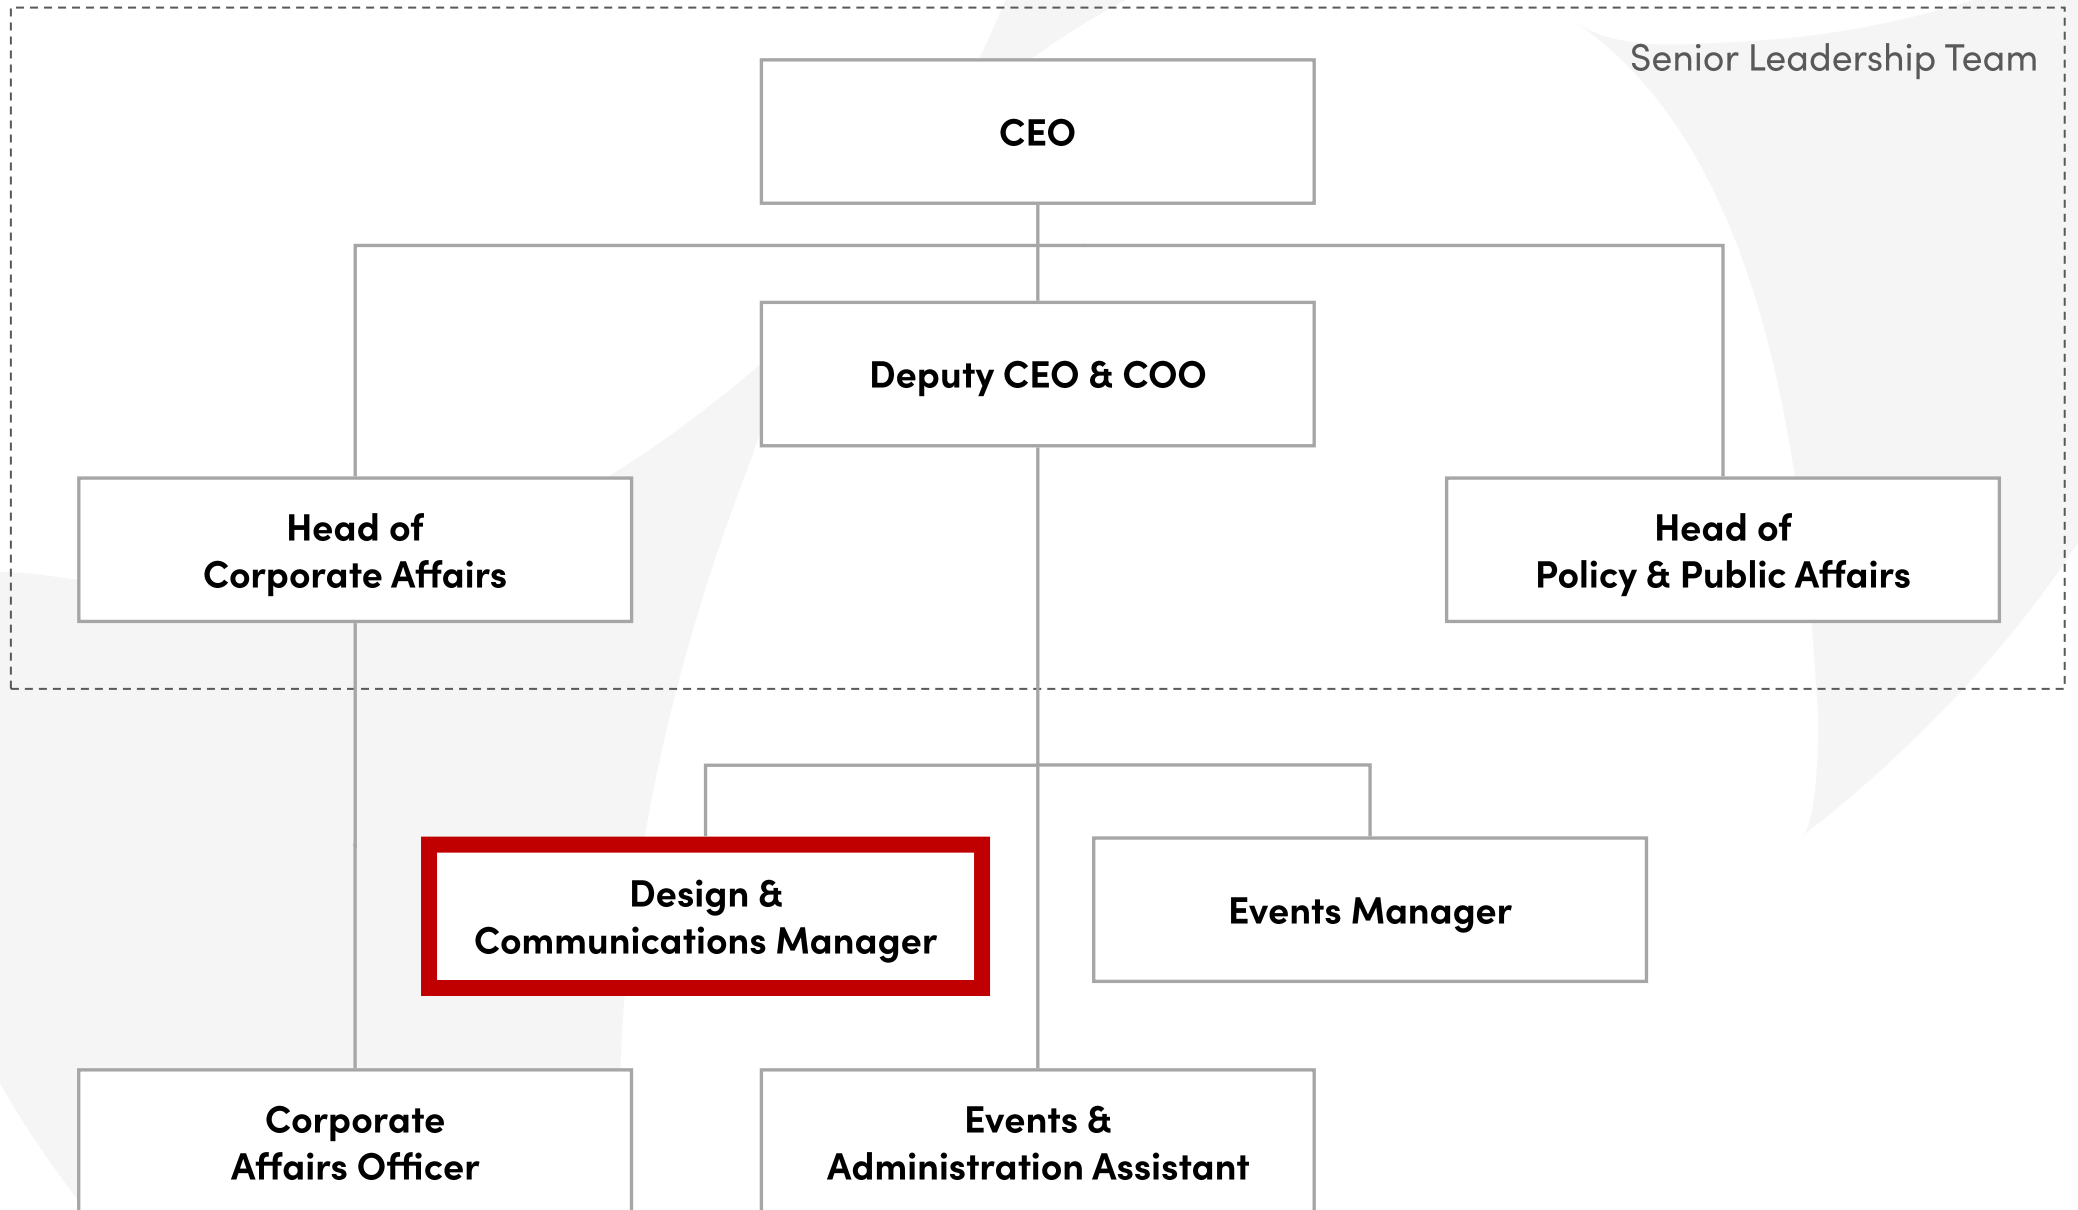 Senior Leadership Team
CEO
Deputy CEO & COO
Head of
Corporate Affairs
Head of
Policy & Public Affairs
Design &
Communications Manager
Events Manager
Corporate
Affairs Officer
Events &
Administration Assistant